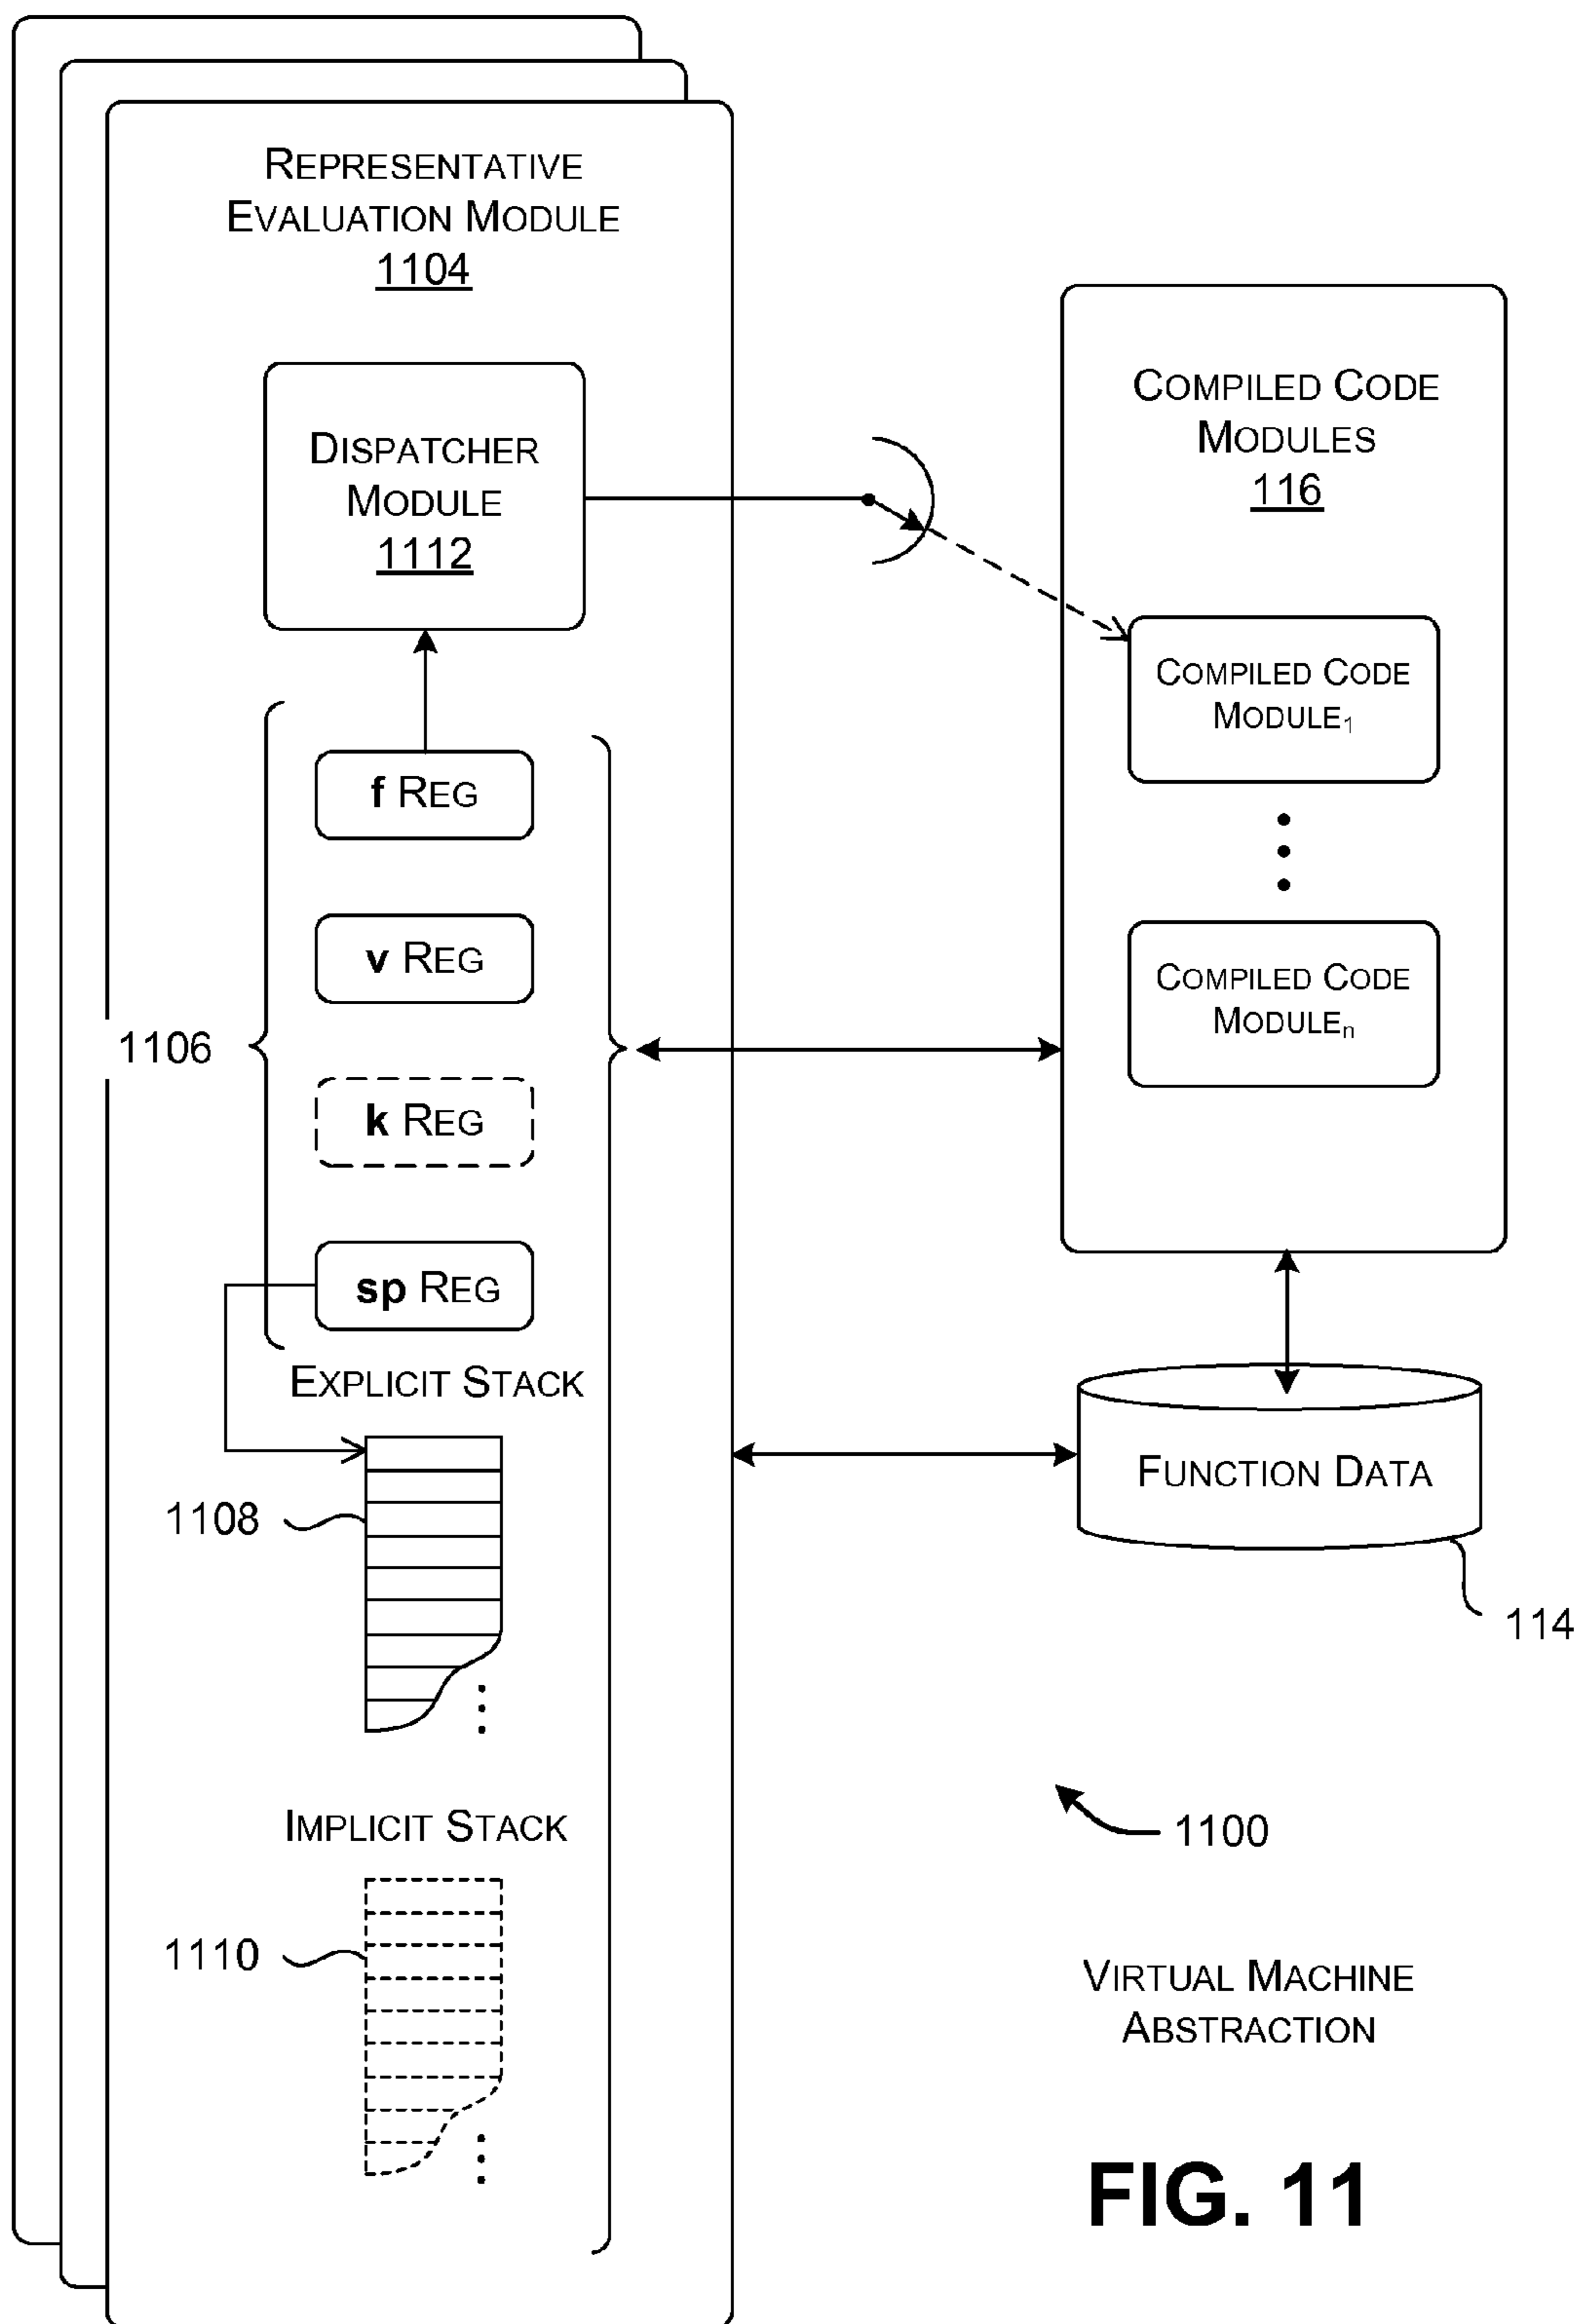 REPRESENTATIVE
EVALUATION MODULE
1104
DISPATCHER
MODULE
1112
f REG
v REG
1106
k REG
sp REG
EXPLICIT STACK
1108
IMPLICIT STACK
1110
COMPILED CODE
MODULES
116
COMPILED CODE
MODULE1
COMPILED CODE
MODULEn
FUNCTION DATA
114
1100
VIRTUAL MACHINE
ABSTRACTION
FIG. 11